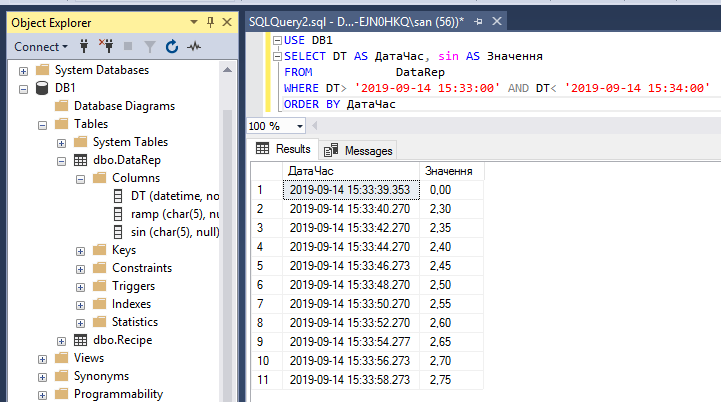 Object Explorer
Connect
System Databases
DB1
Database Diagrams
Tables
System Tables
dbo.DataRep
Columns
DT (datetime, no
ramp (char(5), nu
sin (char(5), null)
Keys
Constraints
Triggers
Indexes
Statistics
dbo.Recipe
Views
Synonyms
Programmability
SQLQuery2.sql - D...-EJN0HKQ\san (56))*
USE DB1
SELECT DT AS ДатаЧас, sin AS Значення
FROM DataRep
WHERE DT> '2019-09-14 15:33:00' AND DT< '2019-09-14 15:34:00'
ORDER BY ДатаЧас
100 %
Results Messages
ДатаЧас Значення
1 2019-09-14 15:33:39.353 0,00
2 2019-09-14 15:33:40.270 2,30
3 2019-09-14 15:33:42.270 2,35
4 2019-09-14 15:33:44.270 2,40
5 2019-09-14 15:33:46.273 2,45
6 2019-09-14 15:33:48.270 2,50
7 2019-09-14 15:33:50.270 2,55
8 2019-09-14 15:33:52.270 2,60
9 2019-09-14 15:33:54.277 2,65
10 2019-09-14 15:33:56.273 2,70
11 2019-09-14 15:33:58.273 2,75